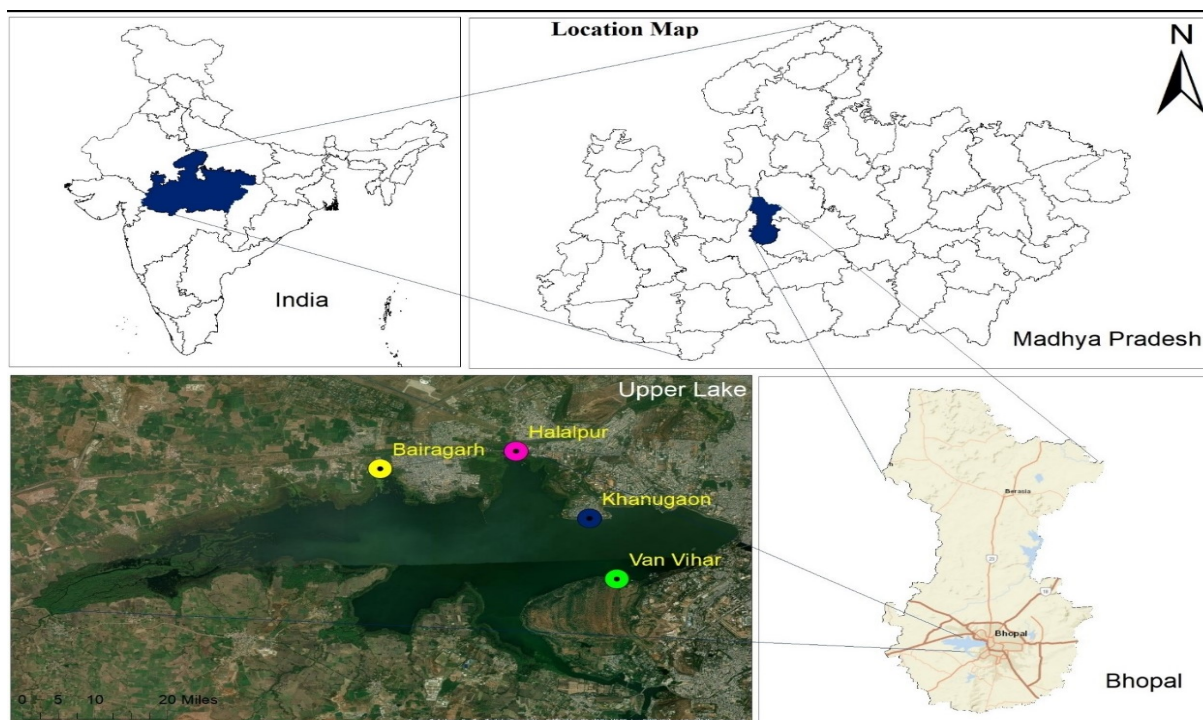 Location Map
N
India
Madhya Pradesh
Upper Lake
Halalpur
Bairagarh
Khanugaon
Van Vihar
0 5 10 20 Miles
Berasia
Bhopal
Bhopal